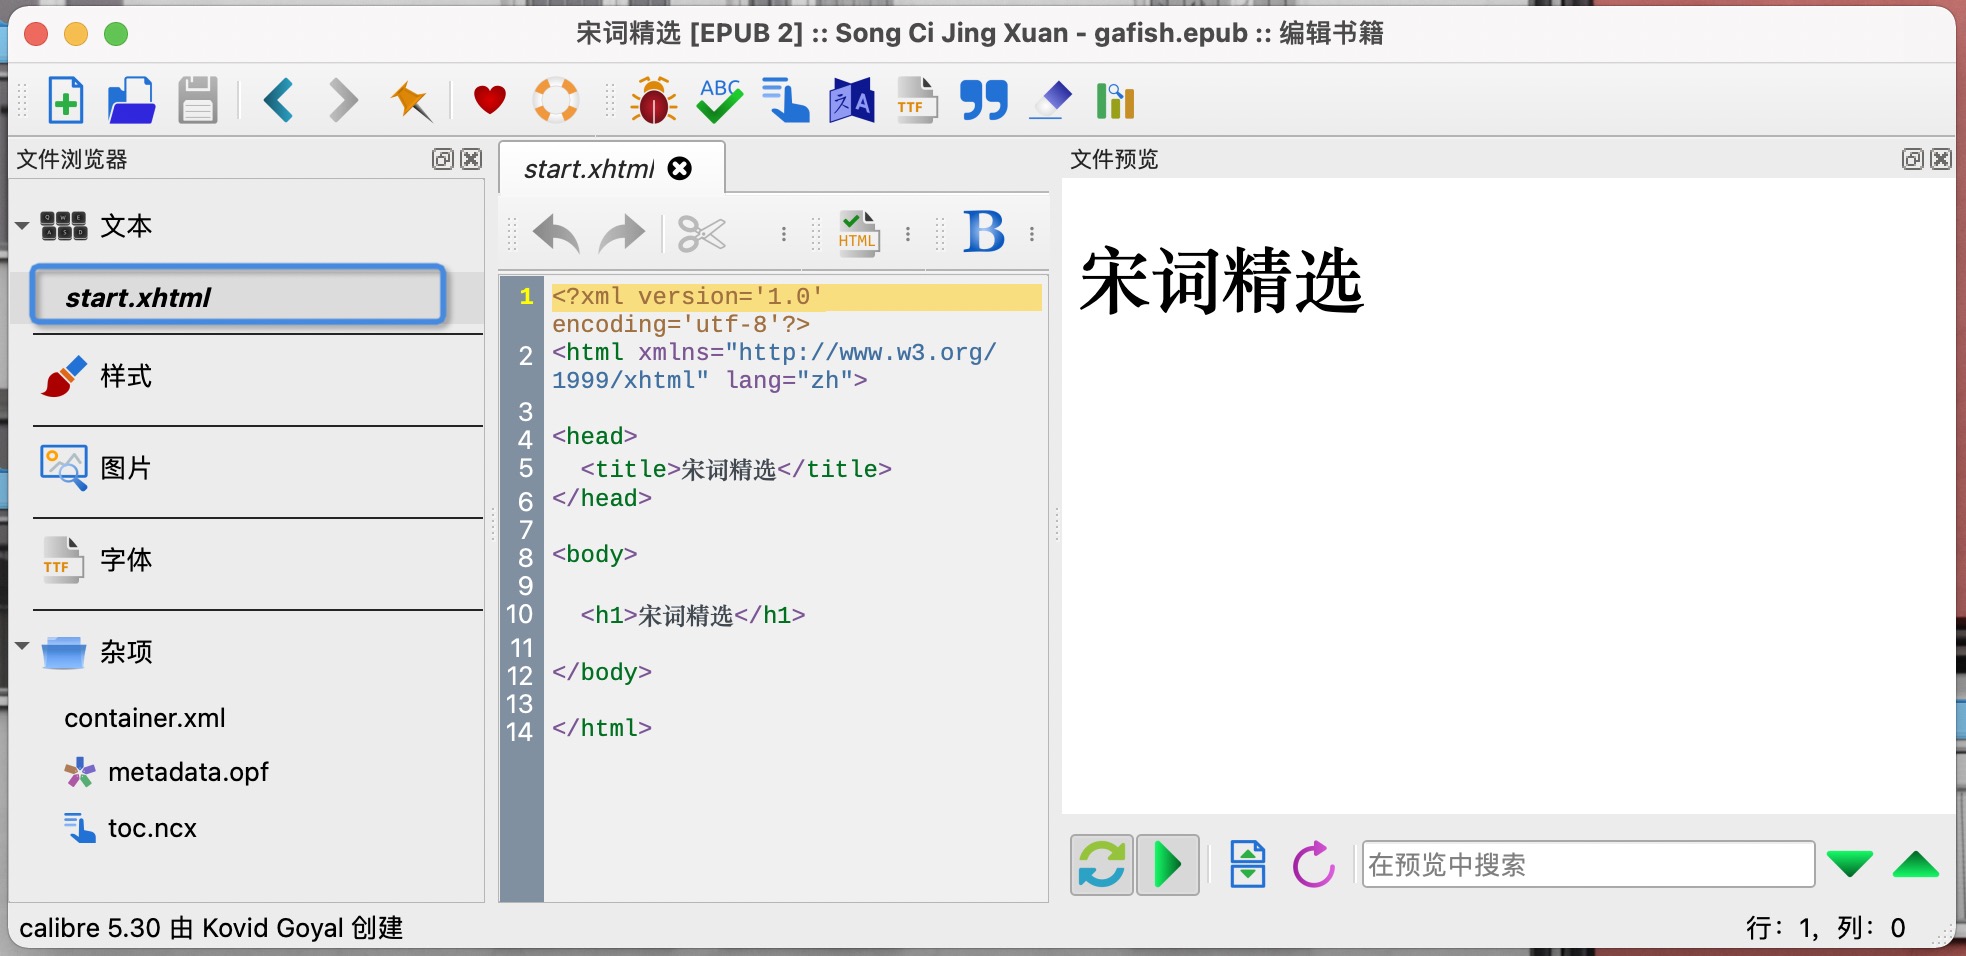 宋词精选 [EPUB 2] :: Song Ci Jing Xuan - gafish.epub :: 编辑书籍
ABC
TTF
文件浏览器
文本
start.xhtml
样式
图片
TTF
字体
杂项
container.xml
metadata.opf
toc.ncx
start.xhtml
HTML
B
1 <?xml version='1.0'
encoding='utf-8'?>
2 <html xmlns="http://www.w3.org/
1999/xhtml" lang="zh">
3
4 <head>
5 <title>宋词精选</title>
6 </head>
7
8 <body>
9
10 <h1>宋词精选</h1>
11
12 </body>
13
14 </html>
文件预览
宋词精选
在预览中搜索
calibre 5.30 由 Kovid Goyal 创建
行：1，列：0